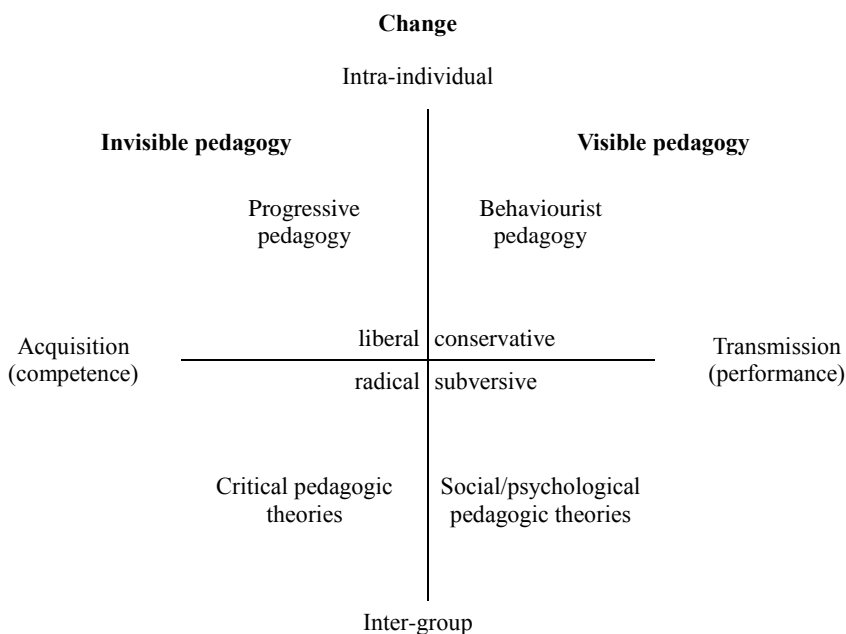 Change
Intra-individual
Invisible pedagogy
Visible pedagogy
Progressive
pedagogy
Behaviourist
pedagogy
liberal
conservative
Acquisition
(competence)
Transmission
(performance)
radical
subversive
Critical pedagogic
theories
Social/psychological
pedagogic theories
Inter-group